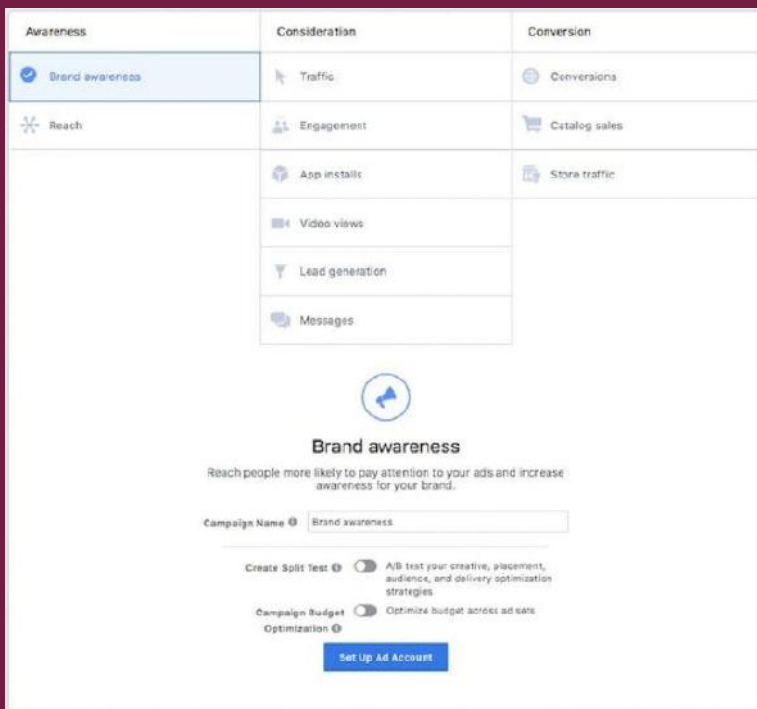 Awareness
Consideration
Conversion
Brand awareness
Traffic
Conversions
Reach
Engagement
Catalog sales
App installs
Store traffic
Video views
Lead generation
Messages
Brand awareness
Reach people more likely to pay attention to your ads and increase
awareness for your brand.
Campaign Name
Brand awareness
Create Split Test
A/B test your creative, placement,
audience, and delivery optimization
strategies
Campaign Budget
Optimization
Optimize budget across ad sets
Set Up Ad Account